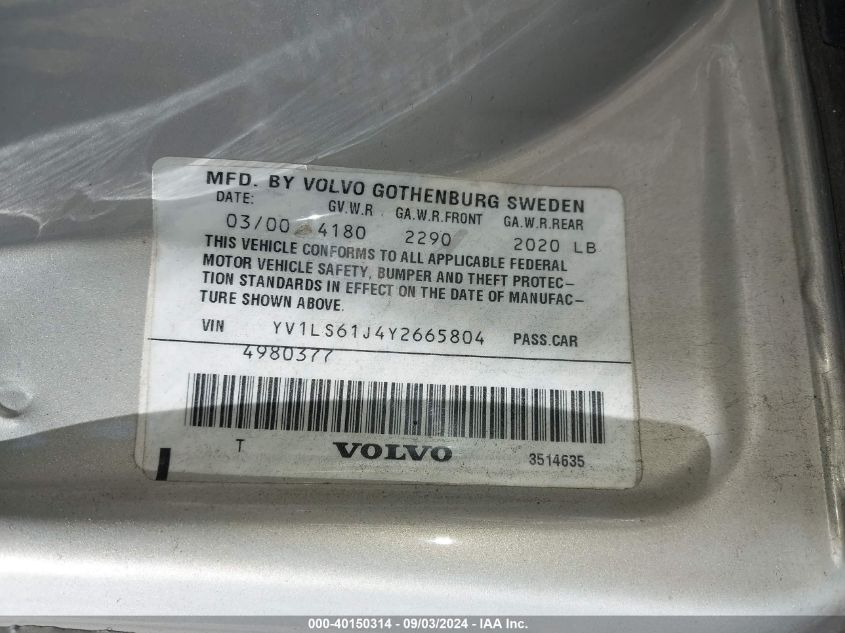 MFD. BY VOLVO GOTHENBURG SWEDEN
DATE: GV.W.R GA.W.R.FRONT GA.W.R.REAR
03/00 4180 2290 2020 LB
THIS VEHICLE CONFORMS TO ALL APPLICABLE FEDERAL
MOTOR VEHICLE SAFETY, BUMPER AND THEFT PROTEC-
TION STANDARDS IN EFFECT ON THE DATE OF MANUFAC-
TURE SHOWN ABOVE.
VIN YV1LS61J4Y2665804 PASS.CAR
4980377
T VOLVO 3514635
000-40150314 - 09/03/2024 - IAA Inc.